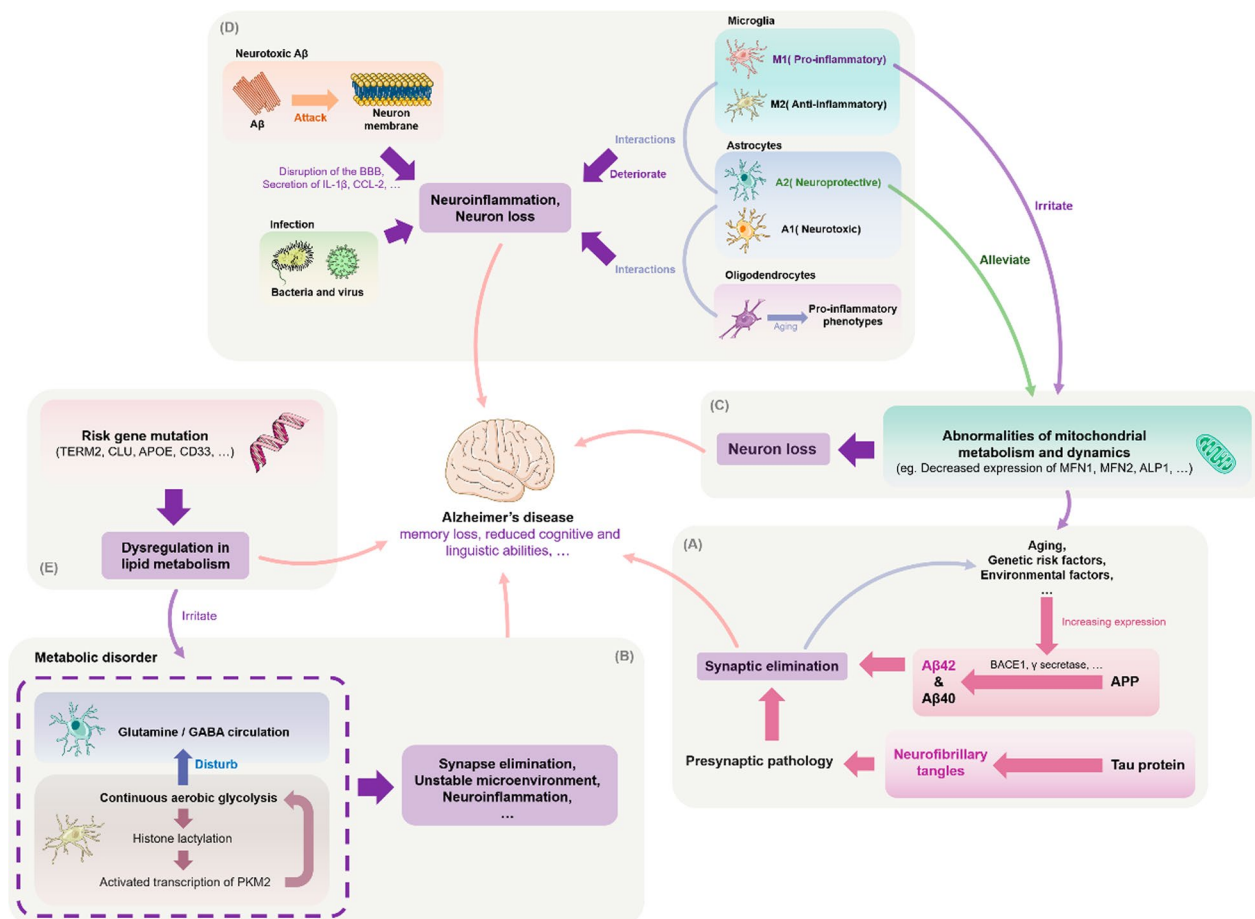 (D)
Neurotoxic Aβ
Aβ
Attack
Neuron
membrane
Disruption of the BBB,
Secretion of IL-1β, CCL-2, ...
Infection
Bacteria and virus
Neuroinflammation,
Neuron loss
Interactions
Deteriorate
Interactions
Microglia
M1( Pro-inflammatory)
M2( Anti-inflammatory)
Astrocytes
A2( Neuroprotective)
A1( Neurotoxic)
Oligodendrocytes
Aging
Pro-inflammatory
phenotypes
Irritate
Alleviate
Risk gene mutation
(TERM2, CLU, APOE, CD33, ...)
Dysregulation in
lipid metabolism
(E)
Irritate
Alzheimer's disease
memory loss, reduced cognitive and
linguistic abilities, ...
(C)
Neuron loss
Abnormalities of mitochondrial
metabolism and dynamics
(eg. Decreased expression of MFN1, MFN2, ALP1, ...)
(A)
Aging,
Genetic risk factors,
Environmental factors,
...
Increasing expression
Synaptic elimination
Aβ42
&
Aβ40
BACE1, γ secretase, ...
APP
Presynaptic pathology
Neurofibrillary
tangles
Tau protein
Metabolic disorder
(B)
Glutamine / GABA circulation
Disturb
Continuous aerobic glycolysis
Histone lactylation
Activated transcription of PKM2
Synapse elimination,
Unstable microenvironment,
Neuroinflammation,
...